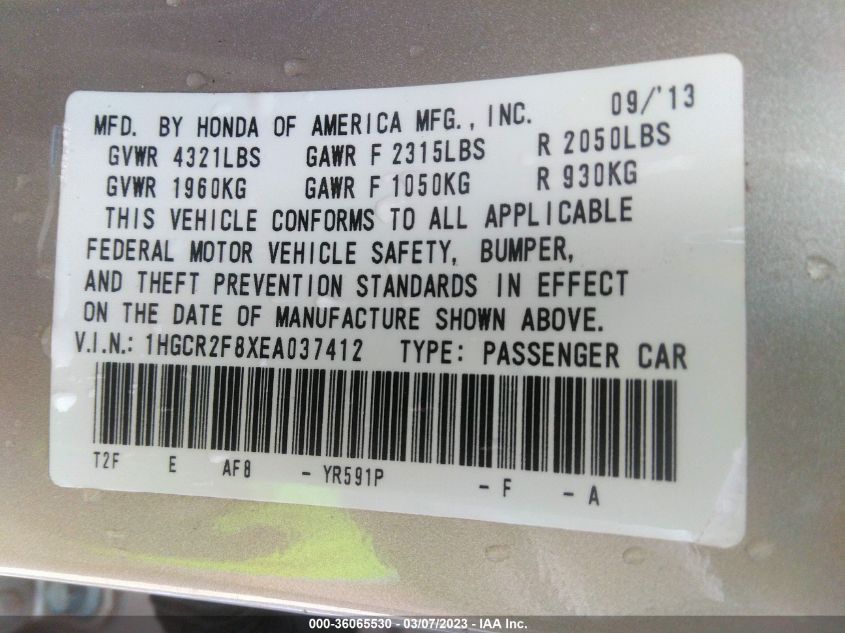 MFD. BY HONDA OF AMERICA MFG., INC. 09/'13
GVWR 4321LBS GAWR F 2315LBS R 2050LBS
GVWR 1960KG GAWR F 1050KG R 930KG
THIS VEHICLE CONFORMS TO ALL APPLICABLE
FEDERAL MOTOR VEHICLE SAFETY, BUMPER,
AND THEFT PREVENTION STANDARDS IN EFFECT
ON THE DATE OF MANUFACTURE SHOWN ABOVE.
V.I.N.: 1HGCR2F8XEA037412 TYPE: PASSENGER CAR
T2F E AF8 - YR591P - F - A
000-36065530 - 03/07/2023 - IAA Inc.